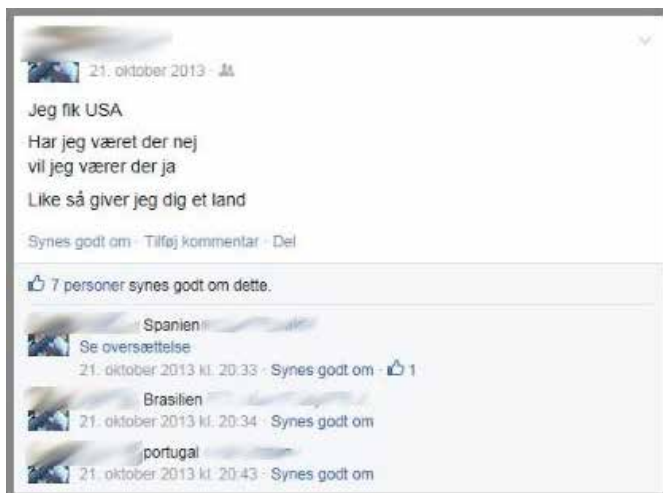 21. oktober 2013
Jeg fik USA
Har jeg været der nej
vil jeg værer der ja
Like så giver jeg dig et land
Synes godt om · Tilføj kommentar · Del
7 personer synes godt om dette.
Spanien
Se oversættelse
21. oktober 2013 kl. 20:33 · Synes godt om · 1
Brasilien
21. oktober 2013 kl. 20:34 · Synes godt om
portugal
21. oktober 2013 kl. 20:43 · Synes godt om